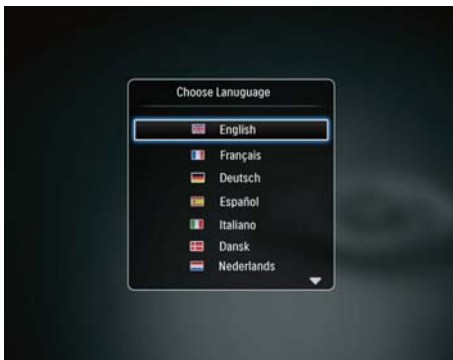 Choose Lanuguage
English
Français
Deutsch
Español
Italiano
Dansk
Nederlands